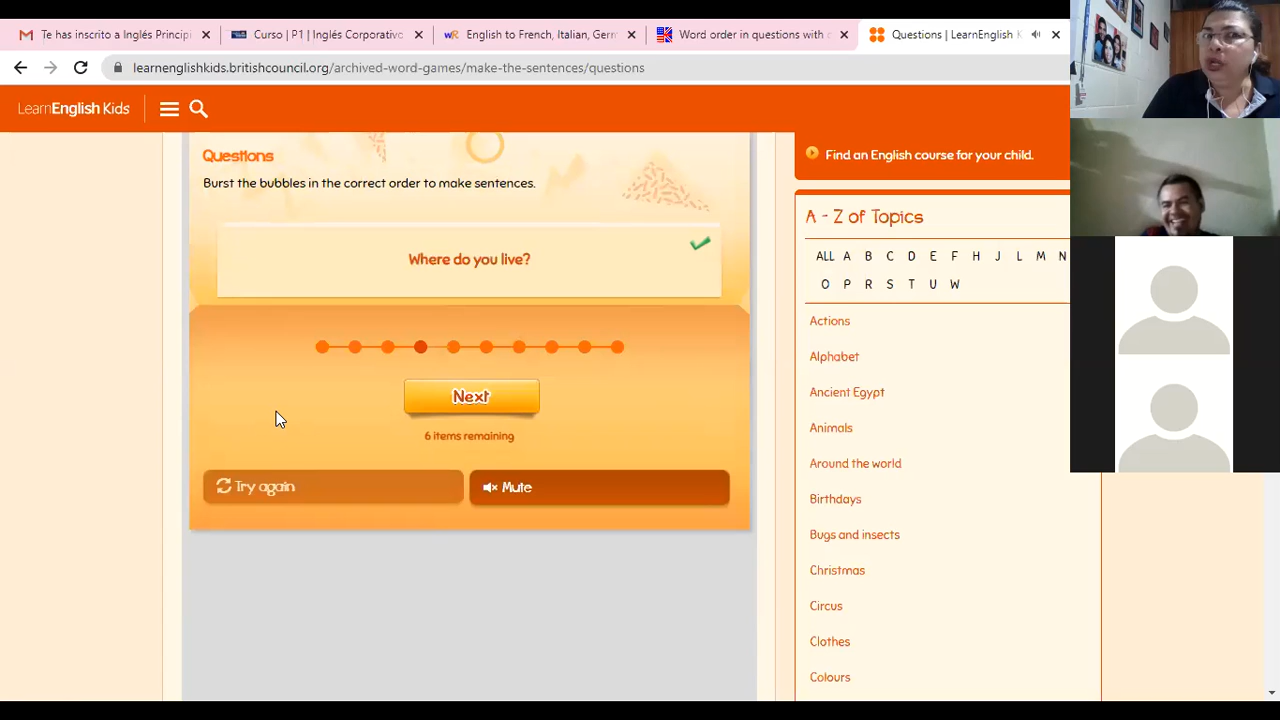 Te has inscrito a Inglés Princip
Curso | P1 | Inglés Corporativo
English to French, Italian, Germ
Word order in questions with
Questions | LearnEnglish K
learnenglishkids.britishcouncil.org/archived-word-games/make-the-sentences/questions
LearnEnglish Kids
Questions
Burst the bubbles in the correct order to make sentences.
Where do you live?
Next
6 items remaining
Try again
Mute
Find an English course for your child.
A - Z of Topics
ALL A B C D E F H J L M N
O P R S T U W
Actions
Alphabet
Ancient Egypt
Animals
Around the world
Birthdays
Bugs and insects
Christmas
Circus
Clothes
Colours